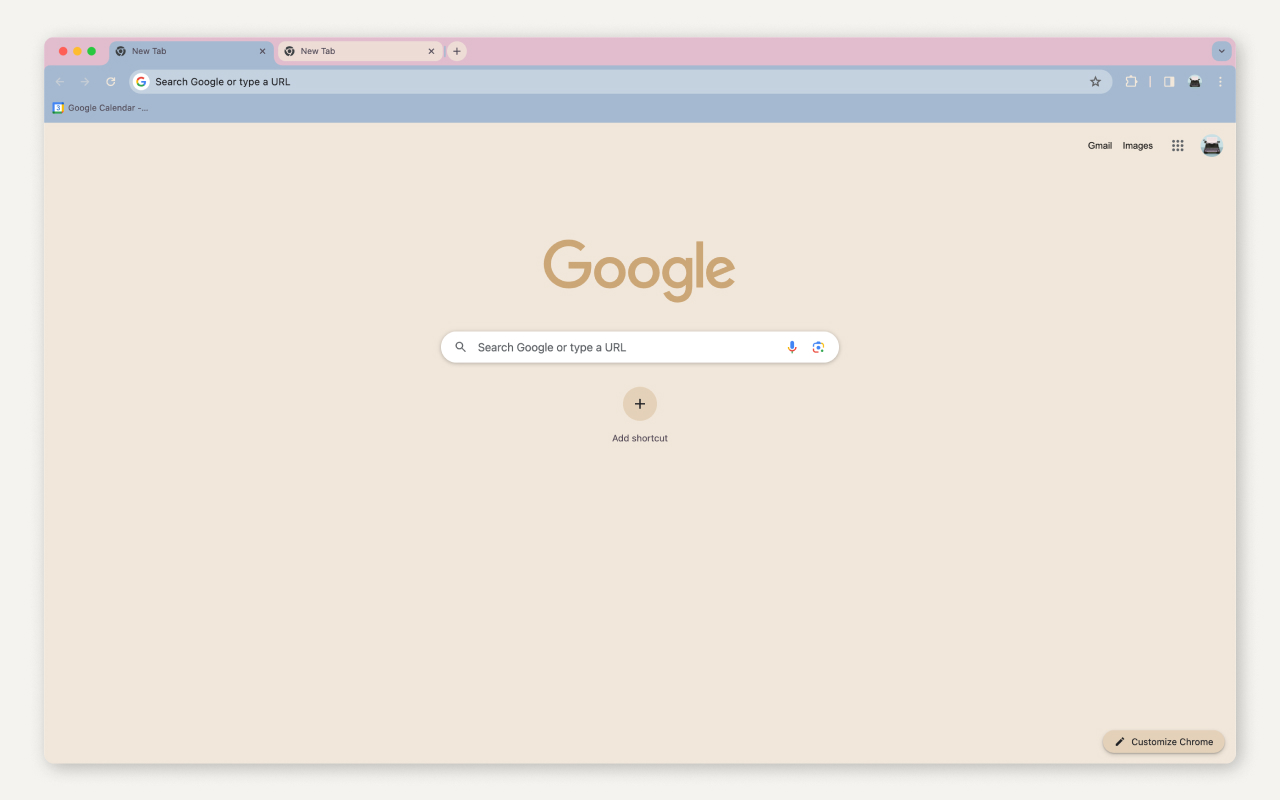 New Tab
New Tab
Search Google or type a URL
Google Calendar -...
Gmail
Images
Google
Search Google or type a URL
Add shortcut
Customize Chrome